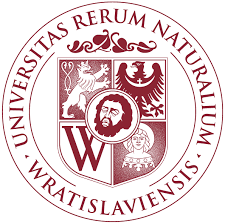 UNIVERSITAS RERUM NATURALIUM
WRATISLAVIENSIS
W